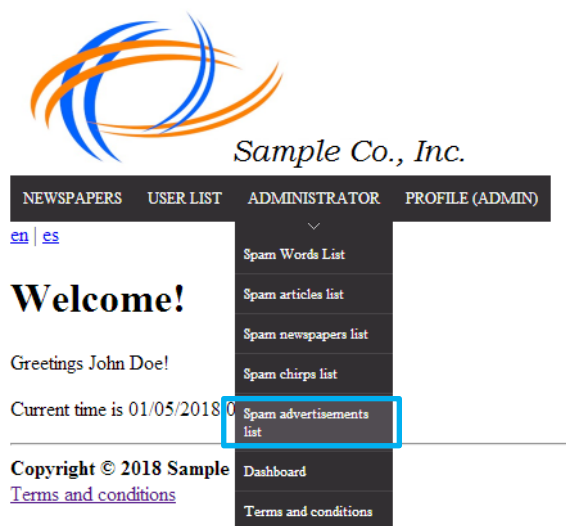 Sample Co., Inc.
NEWSPAPERS USER LIST ADMINISTRATOR PROFILE (ADMIN)
en | es
Spam Words List
Spam articles list
Spam newspapers list
Spam chirps list
Spam advertisements
list
Dashboard
Terms and conditions
Welcome!
Greetings John Doe!
Current time is 01/05/2018
Copyright © 2018 Sample
Terms and conditions